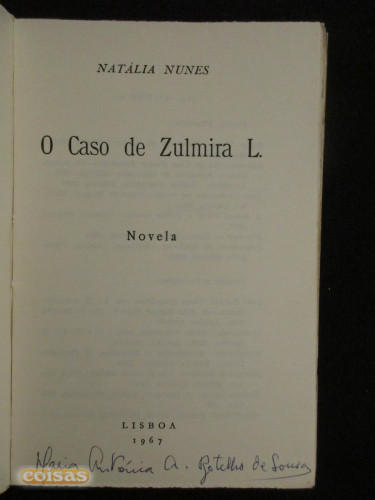 NATÁLIA NUNES
O Caso de Zulmira L.
Novela
LISBOA
1967
Maria Antónia A. Botelho de Sousa
coisas